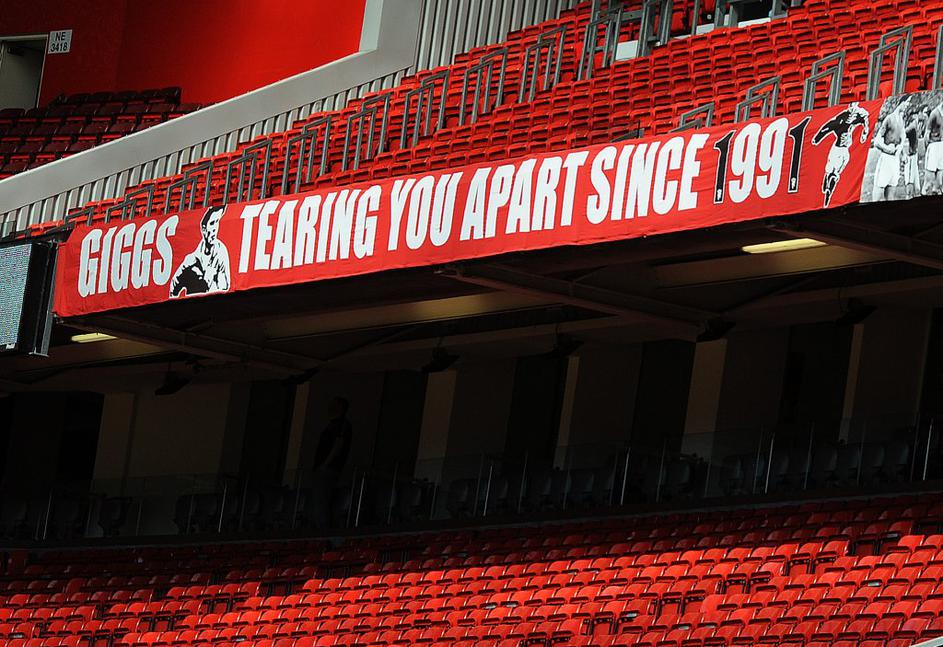 NE
3418
GIGGS TEARING YOU APART SINCE 1991